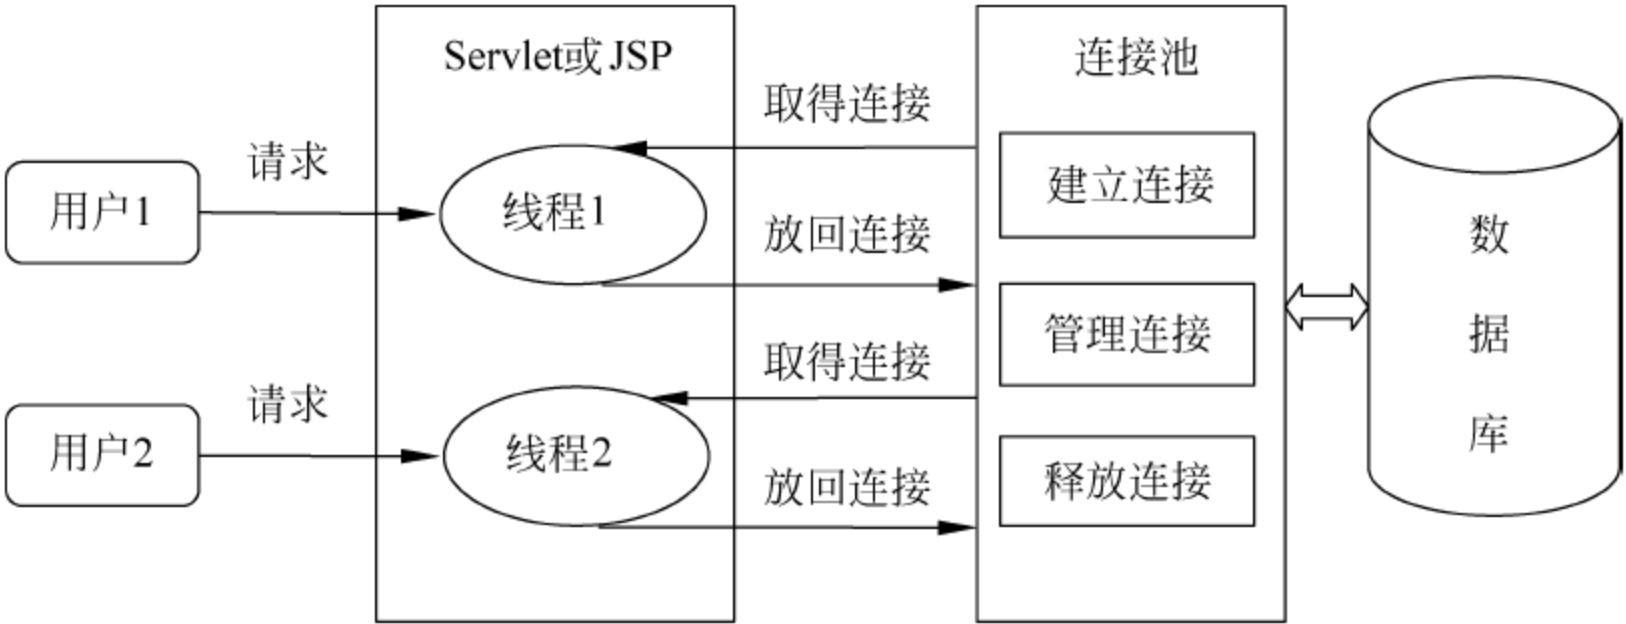 Servlet或JSP
连接池
取得连接
请求
用户1
线程1
建立连接
放回连接
数
据
库
管理连接
取得连接
请求
用户2
线程2
释放连接
放回连接